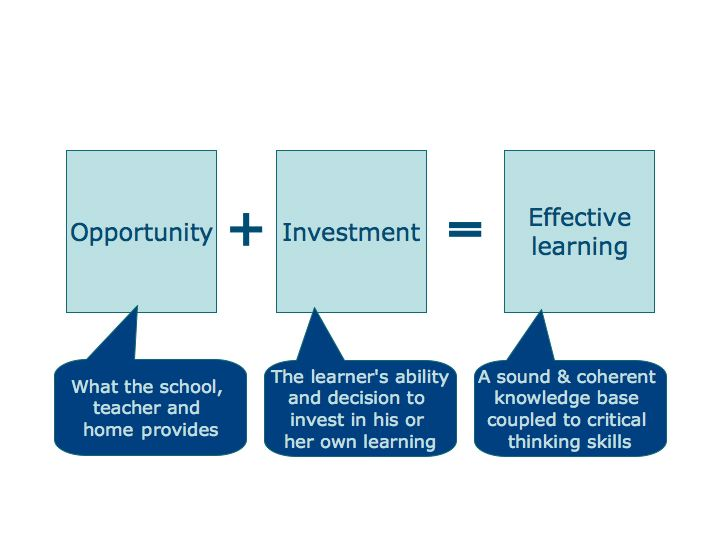 Opportunity
+
Investment
=
Effective
learning
What the school,
teacher and
home provides
The learner's ability
and decision to
invest in his or
her own learning
A sound & coherent
knowledge base
coupled to critical
thinking skills